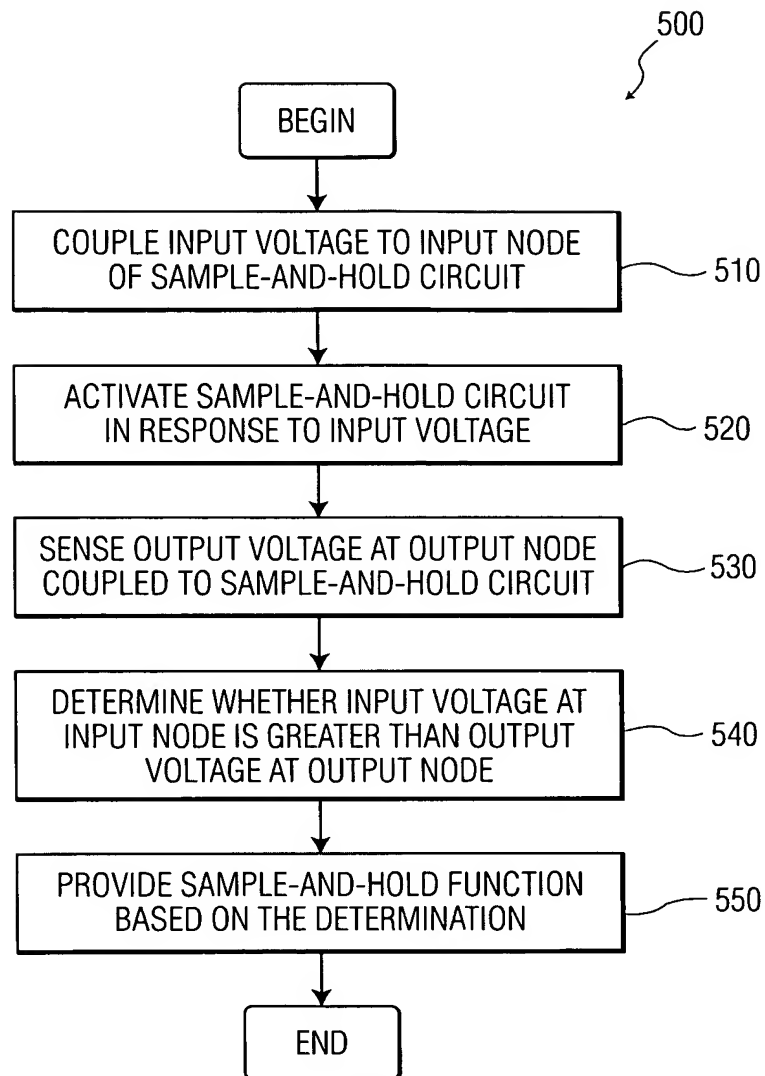 500
BEGIN
COUPLE INPUT VOLTAGE TO INPUT NODE
OF SAMPLE-AND-HOLD CIRCUIT
510
ACTIVATE SAMPLE-AND-HOLD CIRCUIT
IN RESPONSE TO INPUT VOLTAGE
520
SENSE OUTPUT VOLTAGE AT OUTPUT NODE
COUPLED TO SAMPLE-AND-HOLD CIRCUIT
530
DETERMINE WHETHER INPUT VOLTAGE AT
INPUT NODE IS GREATER THAN OUTPUT
VOLTAGE AT OUTPUT NODE
540
PROVIDE SAMPLE-AND-HOLD FUNCTION
BASED ON THE DETERMINATION
550
END